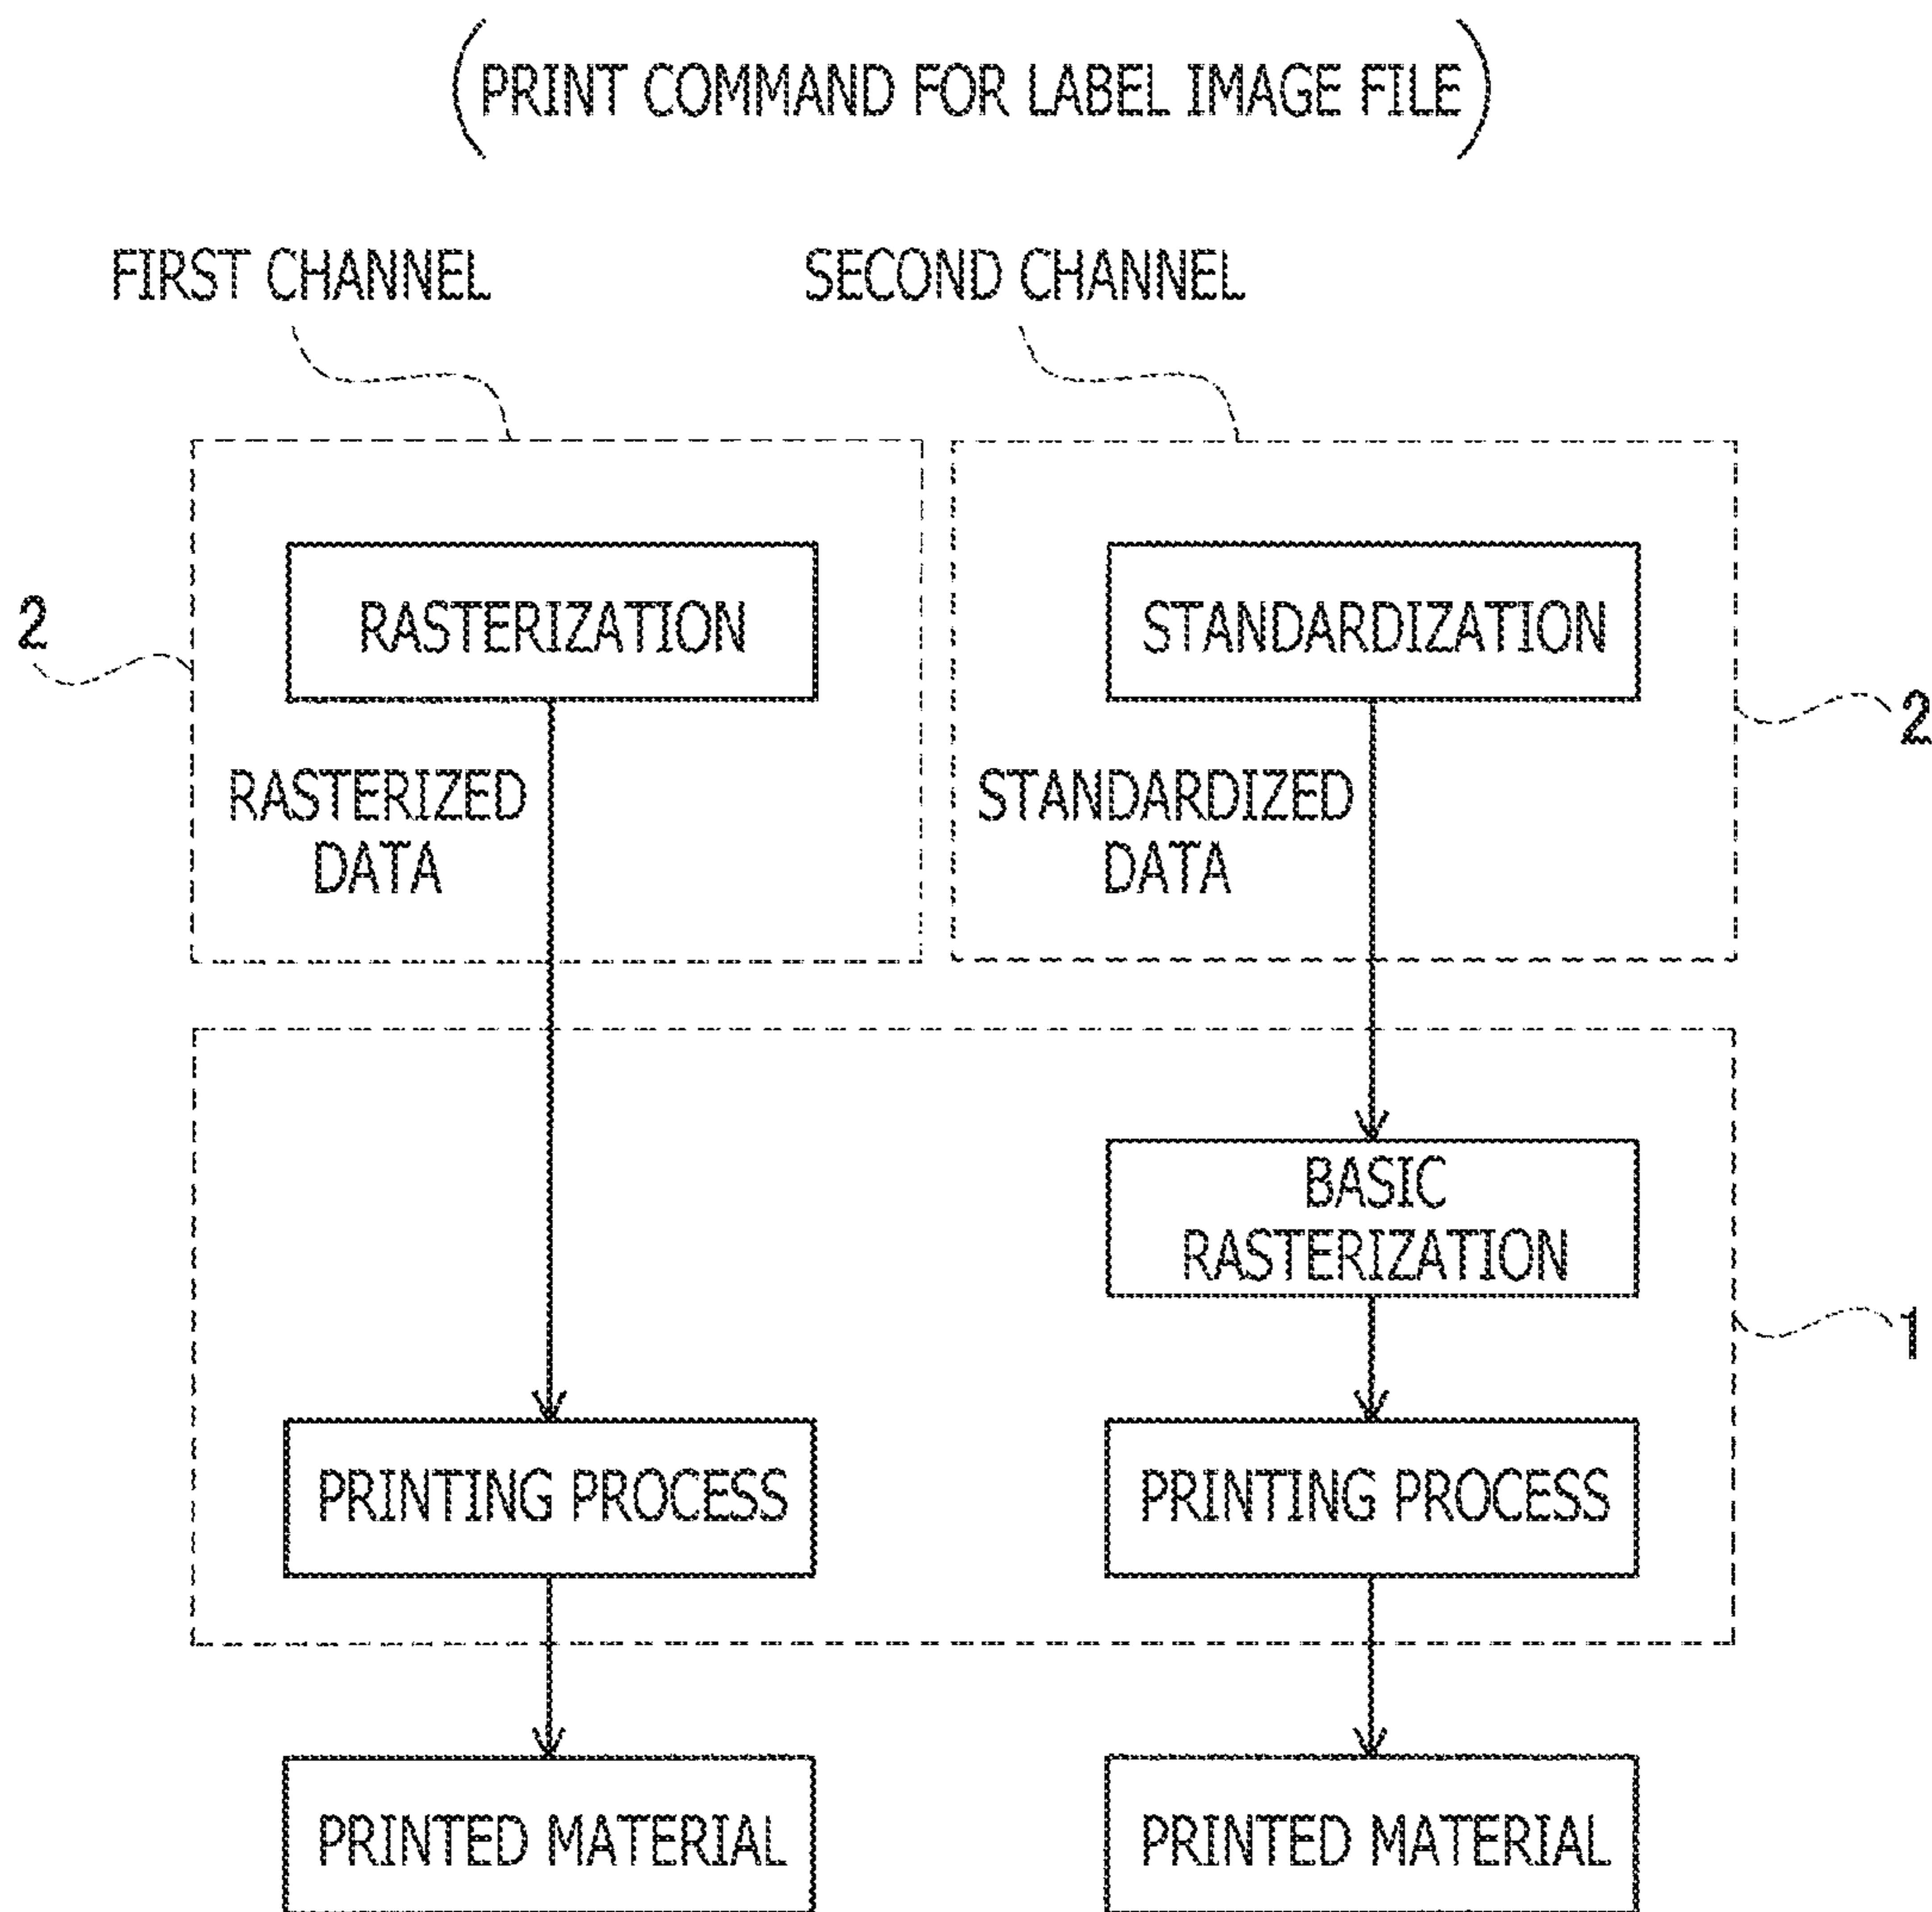 (PRINT COMMAND FOR LABEL IMAGE FILE)
FIRST CHANNEL
SECOND CHANNEL
RASTERIZATION
STANDARDIZATION
2
2
RASTERIZED
DATA
STANDARDIZED
DATA
BASIC
RASTERIZATION
1
PRINTING PROCESS
PRINTING PROCESS
PRINTED MATERIAL
PRINTED MATERIAL